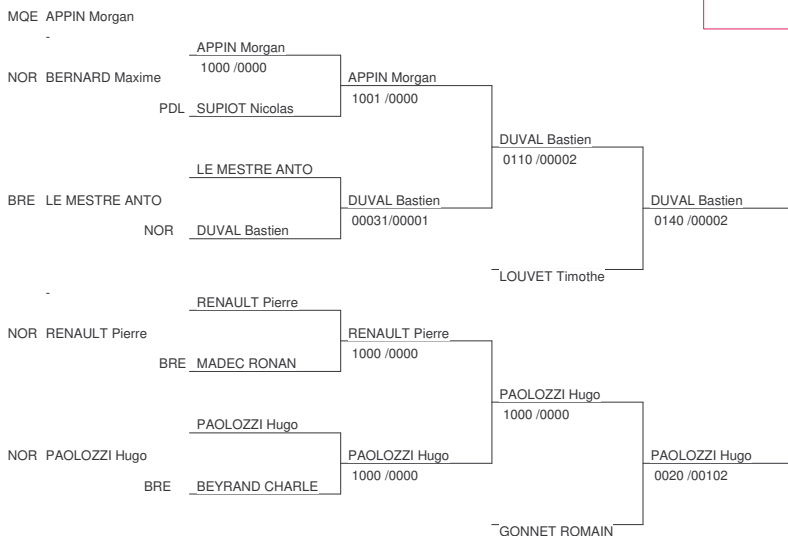 MQE APPIN Morgan
-
APPIN Morgan
1000 /0000
NOR BERNARD Maxime
APPIN Morgan
1001 /0000
PDL SUPIOT Nicolas
DUVAL Bastien
0110 /00002
LE MESTRE ANTO
BRE LE MESTRE ANTO
DUVAL Bastien
00031/00001
DUVAL Bastien
0140 /00002
NOR DUVAL Bastien
LOUVET Timothe
-
RENAULT Pierre
NOR RENAULT Pierre
RENAULT Pierre
1000 /0000
BRE MADEC RONAN
PAOLOZZI Hugo
1000 /0000
PAOLOZZI Hugo
NOR PAOLOZZI Hugo
PAOLOZZI Hugo
1000 /0000
PAOLOZZI Hugo
0020 /00102
BRE BEYRAND CHARLE
GONNET ROMAIN